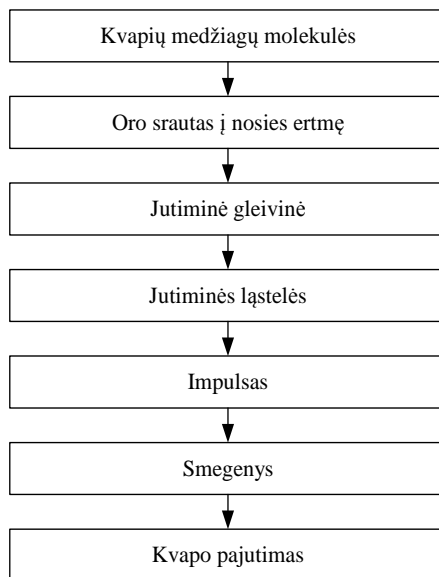 Kvapių medžiagų molekulės
Oro srautas į nosies ertmę
Jutiminė gleivinė
Jutiminės ląstelės
Impulsas
Smegenys
Kvapo pajutimas